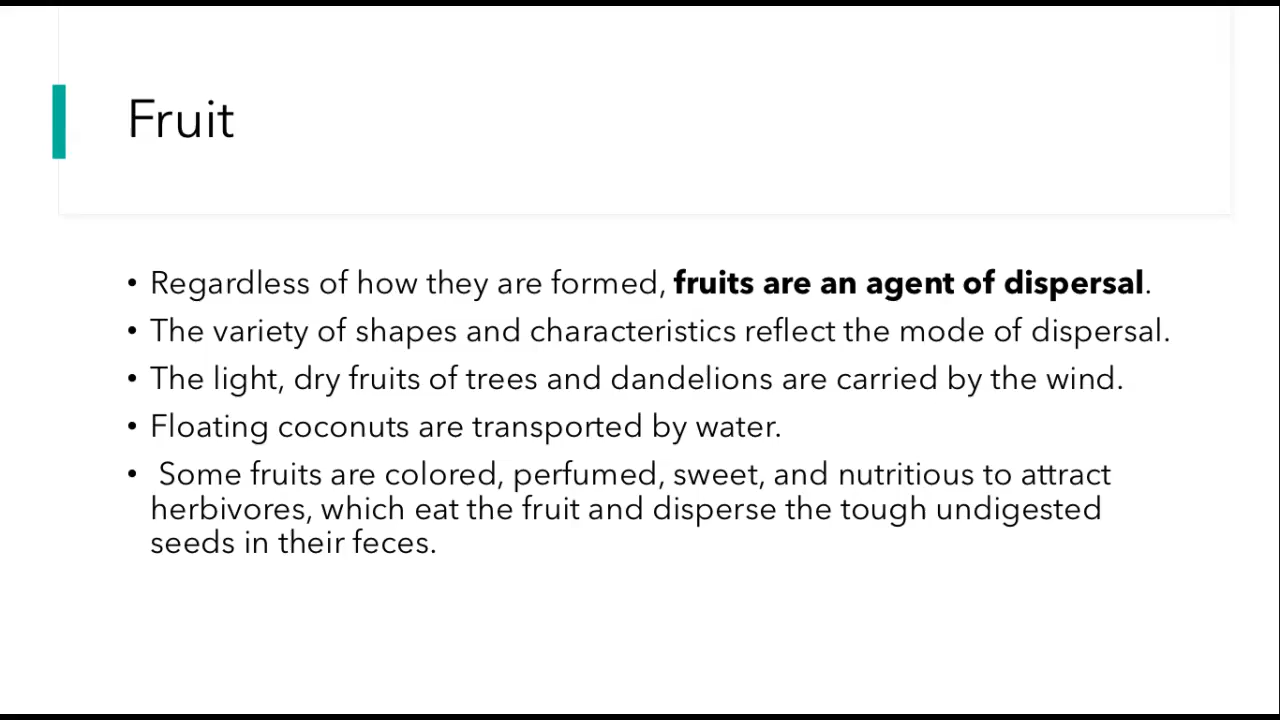 Fruit
• Regardless of how they are formed, fruits are an agent of dispersal.
• The variety of shapes and characteristics reflect the mode of dispersal.
• The light, dry fruits of trees and dandelions are carried by the wind.
• Floating coconuts are transported by water.
• Some fruits are colored, perfumed, sweet, and nutritious to attract
herbivores, which eat the fruit and disperse the tough undigested
seeds in their feces.